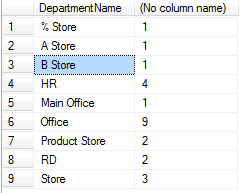 DepartmentName (No column name)
1 % Store 1
2 A Store 1
3 B Store 1
4 HR 4
5 Main Office 1
6 Office 9
7 Product Store 2
8 RD 2
9 Store 3